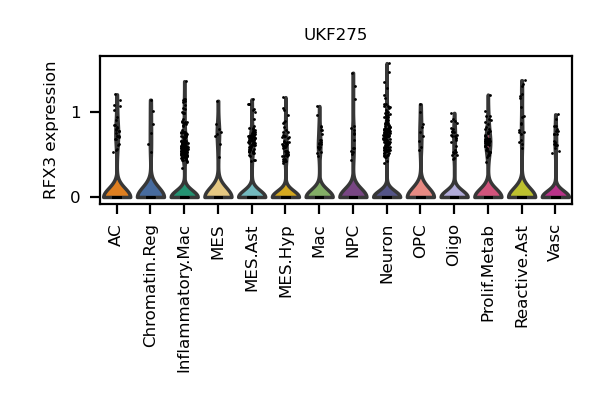 UKF275
RFX3 expression
1
0
AC
Chromatin.Reg
Inflammatory.Mac
MES
MES.Ast
MES.Hyp
Mac
NPC
Neuron
OPC
Oligo
Prolif.Metab
Reactive.Ast
Vasc